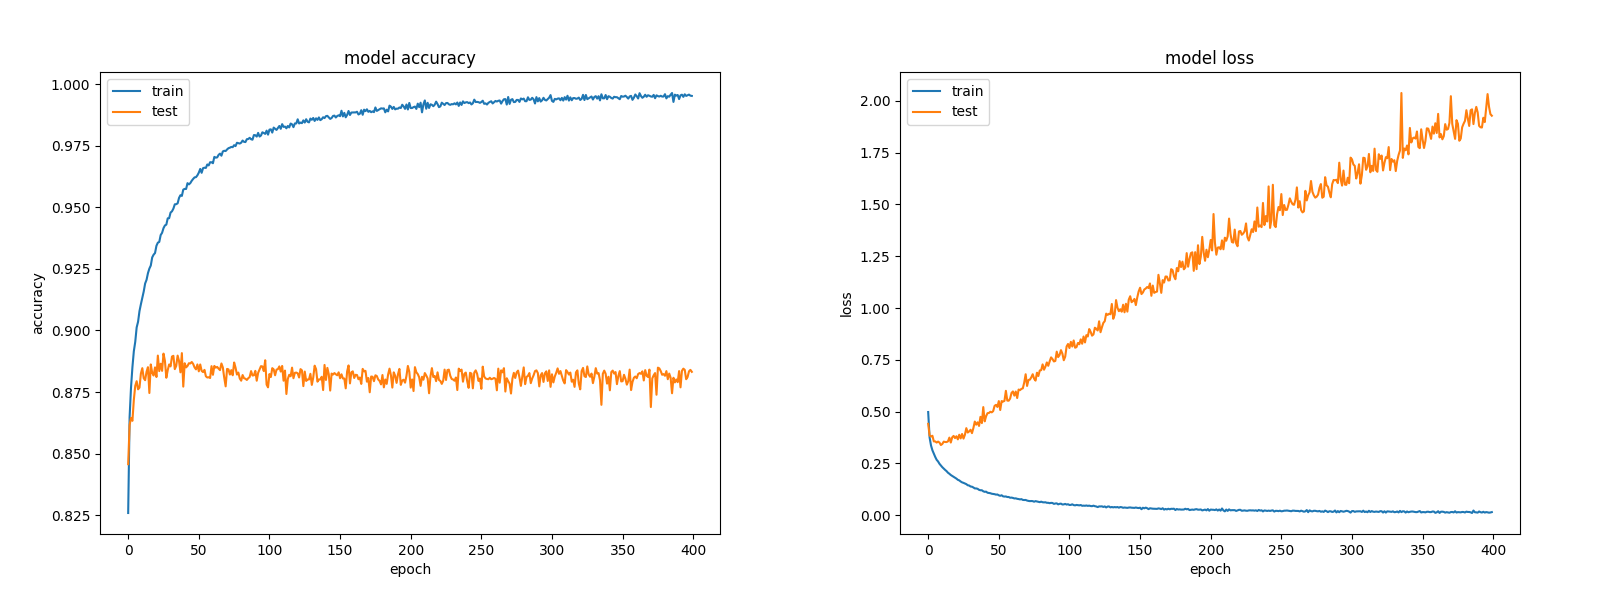 model accuracy
train
test
1.000
0.975
0.950
0.925
0.900
0.875
0.850
0.825
accuracy
0 50 100 150 200 250 300 350 400
epoch
model loss
train
test
2.00
1.75
1.50
1.25
1.00
0.75
0.50
0.25
0.00
loss
0 50 100 150 200 250 300 350 400
epoch